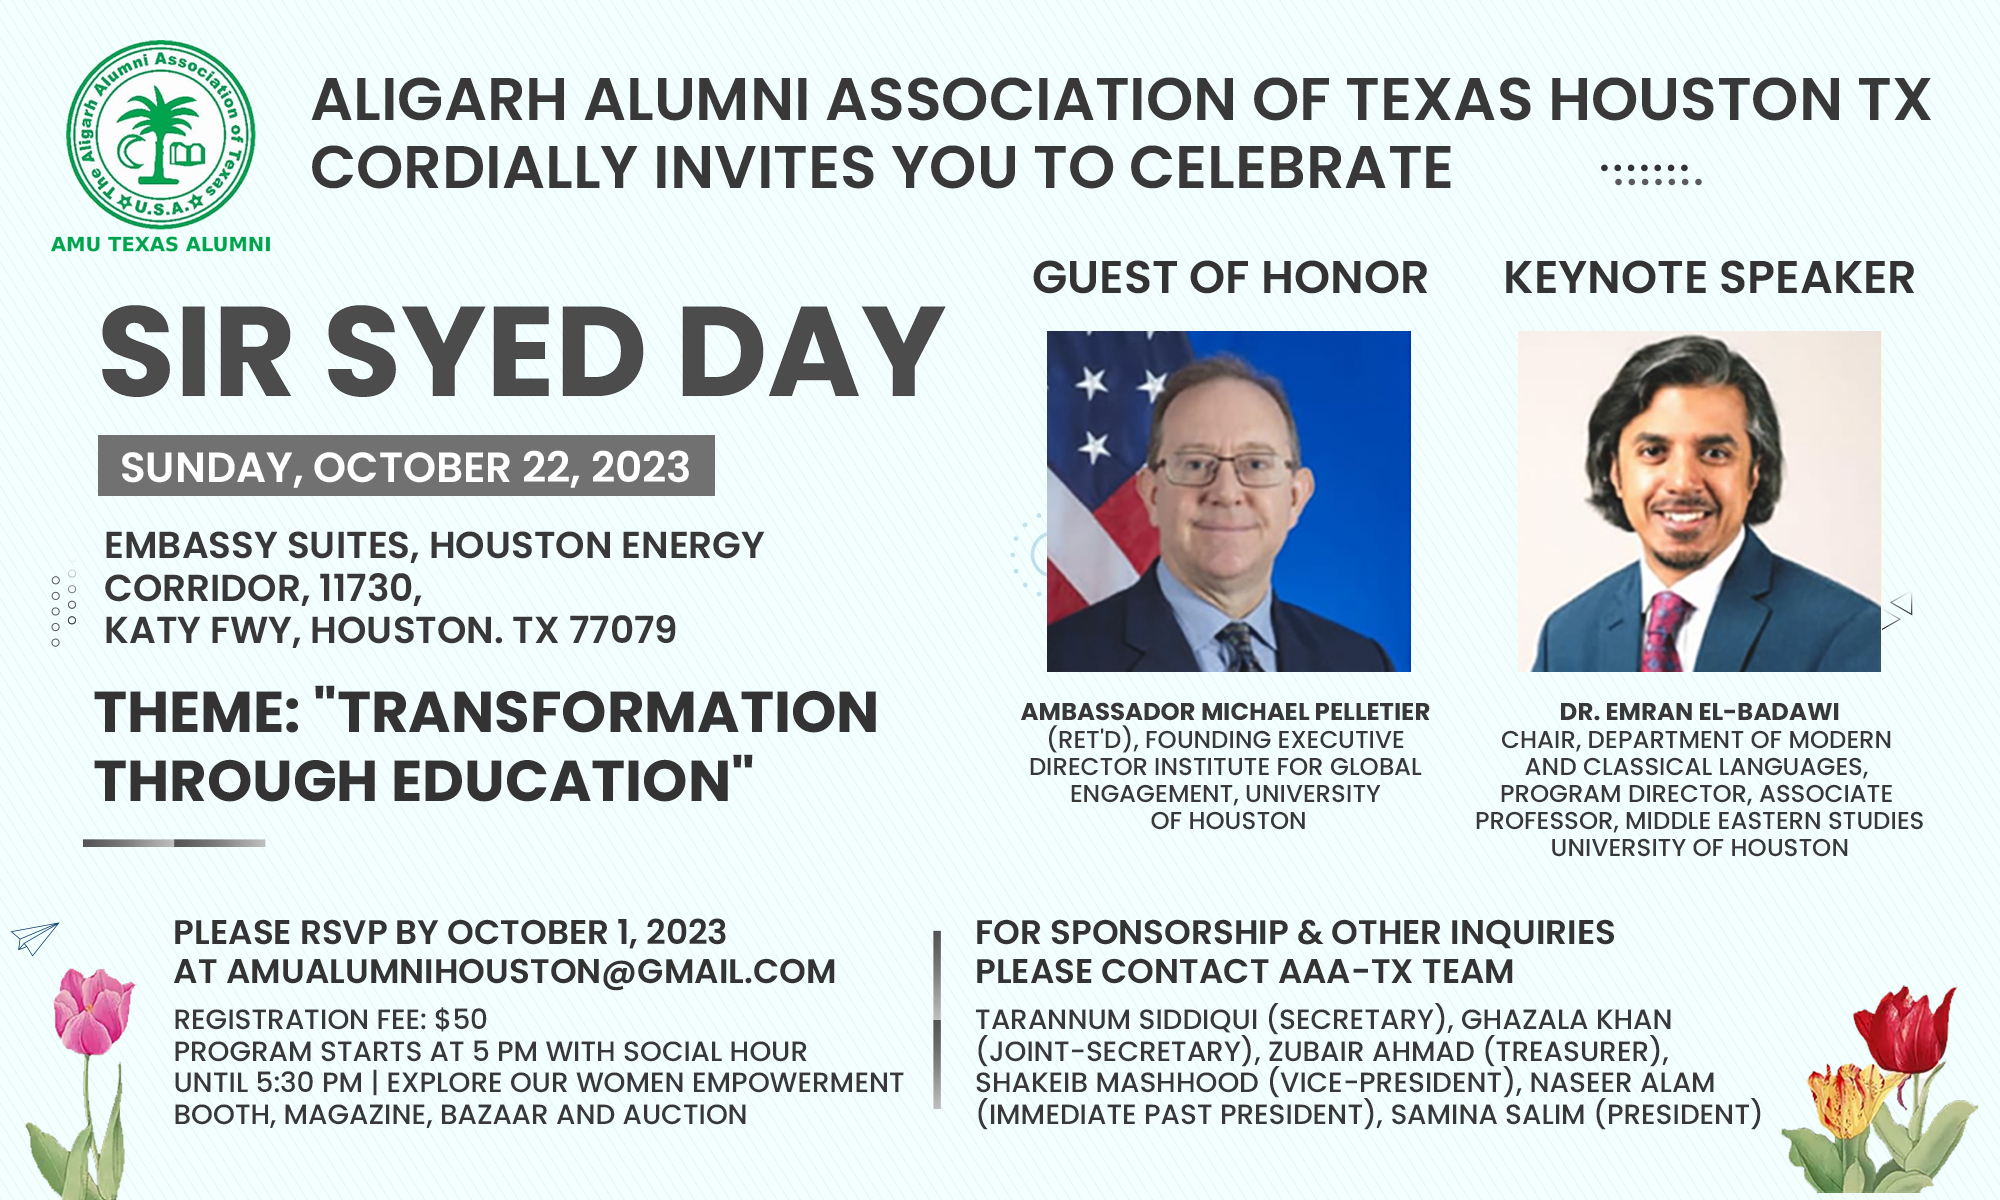 The Aligarh Alumni Association of Texas
U.S.A.
AMU TEXAS ALUMNI
ALIGARH ALUMNI ASSOCIATION OF TEXAS HOUSTON TX
CORDIALLY INVITES YOU TO CELEBRATE
SIR SYED DAY
SUNDAY, OCTOBER 22, 2023
EMBASSY SUITES, HOUSTON ENERGY
CORRIDOR, 11730,
KATY FWY, HOUSTON. TX 77079
THEME: "TRANSFORMATION
THROUGH EDUCATION"
GUEST OF HONOR
AMBASSADOR MICHAEL PELLETIER
(RET'D), FOUNDING EXECUTIVE
DIRECTOR INSTITUTE FOR GLOBAL
ENGAGEMENT, UNIVERSITY
OF HOUSTON
KEYNOTE SPEAKER
DR. EMRAN EL-BADAWI
CHAIR, DEPARTMENT OF MODERN
AND CLASSICAL LANGUAGES,
PROGRAM DIRECTOR, ASSOCIATE
PROFESSOR, MIDDLE EASTERN STUDIES
UNIVERSITY OF HOUSTON
PLEASE RSVP BY OCTOBER 1, 2023
AT AMUALUMNIHOUSTON@GMAIL.COM
REGISTRATION FEE: $50
PROGRAM STARTS AT 5 PM WITH SOCIAL HOUR
UNTIL 5:30 PM | EXPLORE OUR WOMEN EMPOWERMENT
BOOTH, MAGAZINE, BAZAAR AND AUCTION
FOR SPONSORSHIP & OTHER INQUIRIES
PLEASE CONTACT AAA-TX TEAM
TARANNUM SIDDIQUI (SECRETARY), GHAZALA KHAN
(JOINT-SECRETARY), ZUBAIR AHMAD (TREASURER),
SHAKEIB MASHHOOD (VICE-PRESIDENT), NASEER ALAM
(IMMEDIATE PAST PRESIDENT), SAMINA SALIM (PRESIDENT)